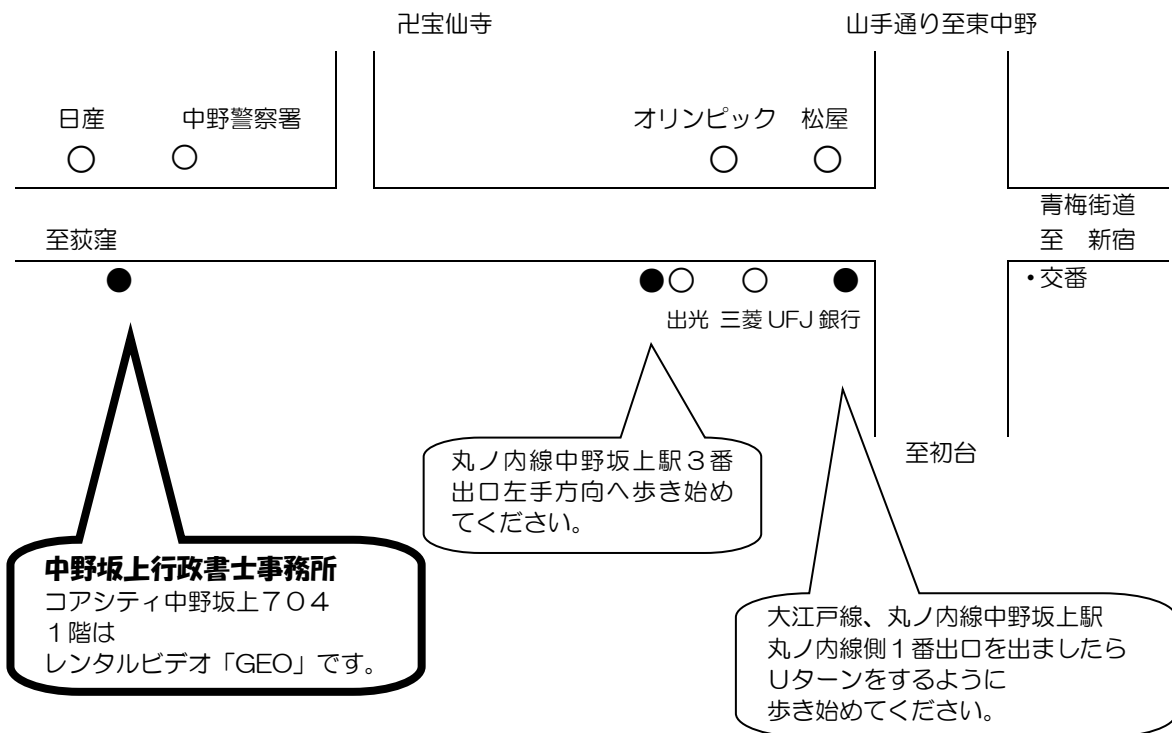 卍宝仙寺
山手通り至東中野
日産
中野警察署
オリンピック
松屋
青梅街道
至 新宿
至荻窪
・交番
出光 三菱UFJ銀行
至初台
丸ノ内線中野坂上駅3番
出口左手方向へ歩き始め
てください。
中野坂上行政書士事務所
コアシティ中野坂上704
1階は
レンタルビデオ「GEO」です。
大江戸線、丸ノ内線中野坂上駅
丸ノ内線側1番出口を出ましたら
Uターンをするように
歩き始めてください。